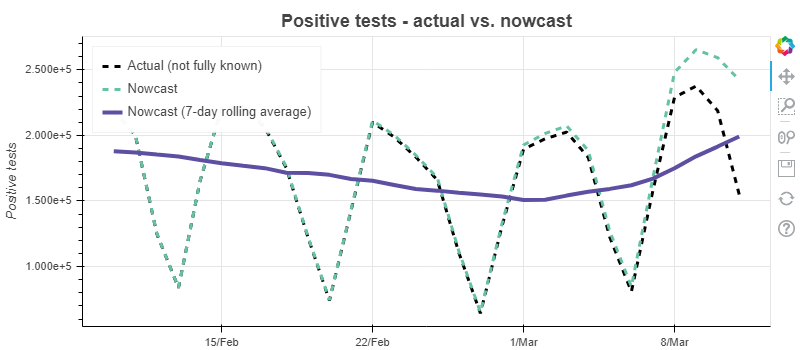 Positive tests - actual vs. nowcast
Actual (not fully known)
Nowcast
Nowcast (7-day rolling average)
Positive tests
2.500e+5
2.000e+5
1.500e+5
1.000e+5
15/Feb
22/Feb
1/Mar
8/Mar